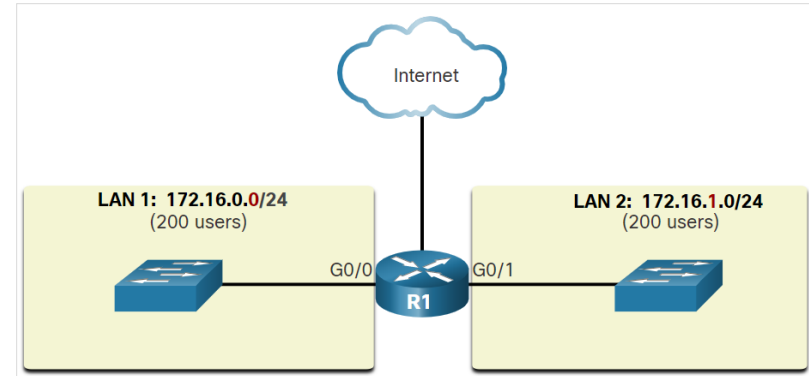 Internet
LAN 1: 172.16.0.0/24
(200 users)
LAN 2: 172.16.1.0/24
(200 users)
G0/0
G0/1
R1